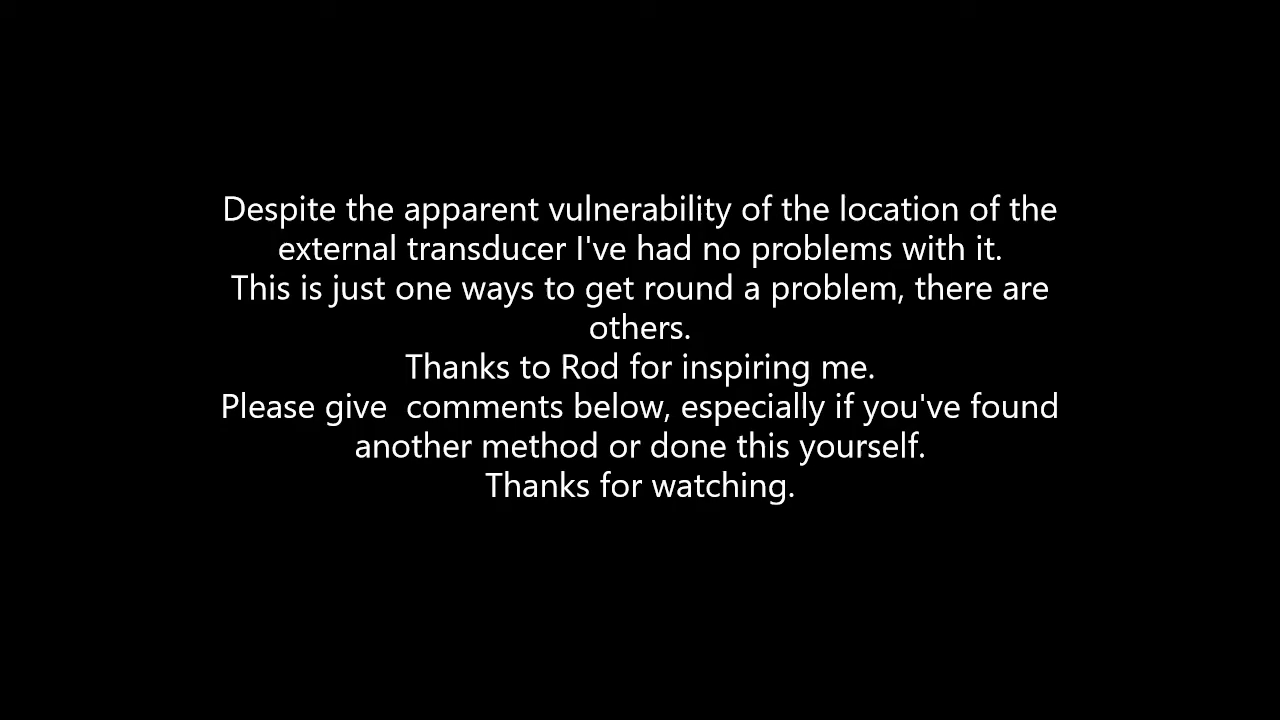 Despite the apparent vulnerability of the location of the
external transducer I've had no problems with it.
This is just one ways to get round a problem, there are
others.
Thanks to Rod for inspiring me.
Please give  comments below, especially if you've found
another method or done this yourself.
Thanks for watching.